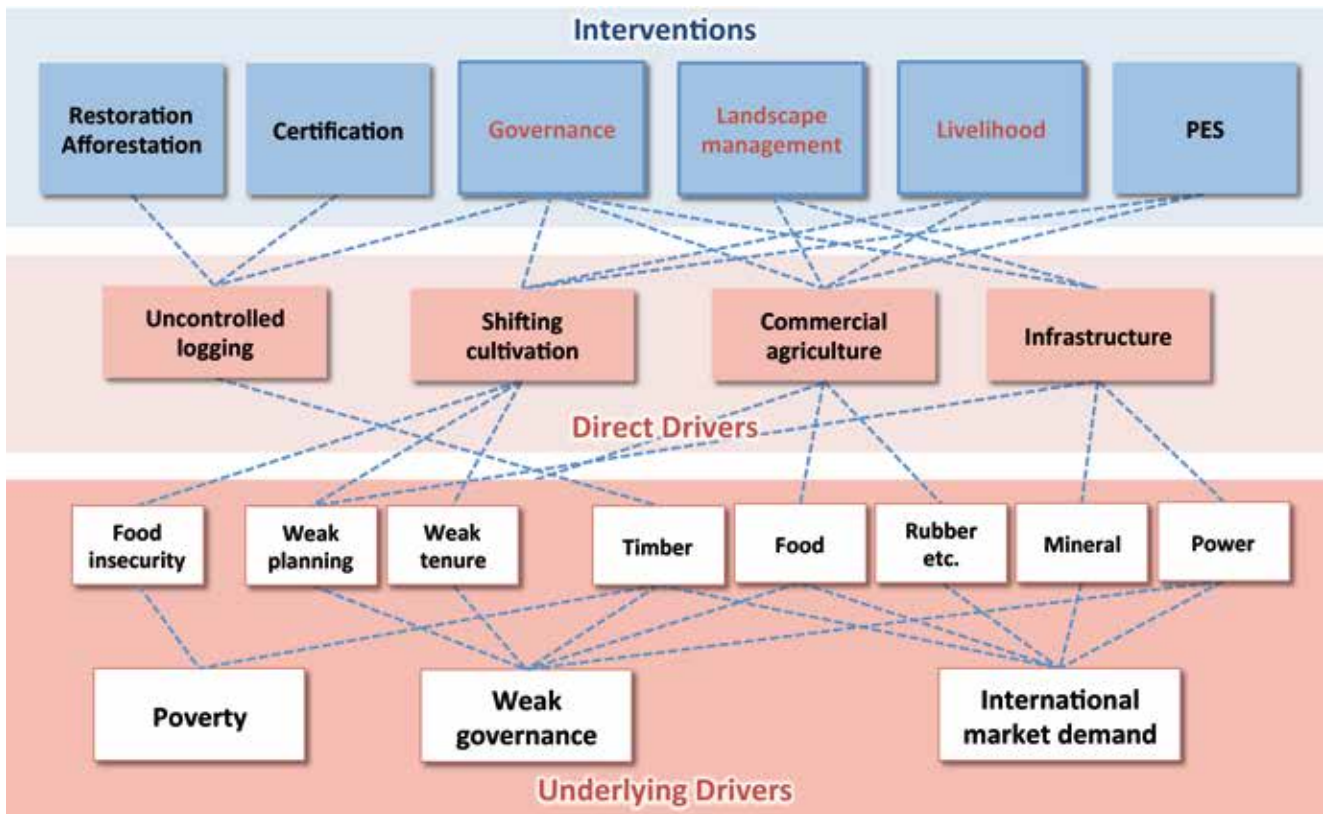 Interventions
Restoration
Afforestation
Certification
Governance
Landscape
management
Livelihood
PES
Uncontrolled
logging
Shifting
cultivation
Commercial
agriculture
Infrastructure
Direct Drivers
Food
insecurity
Weak
planning
Weak
tenure
Timber
Food
Rubber
etc.
Mineral
Power
Poverty
Weak
governance
International
market demand
Underlying Drivers